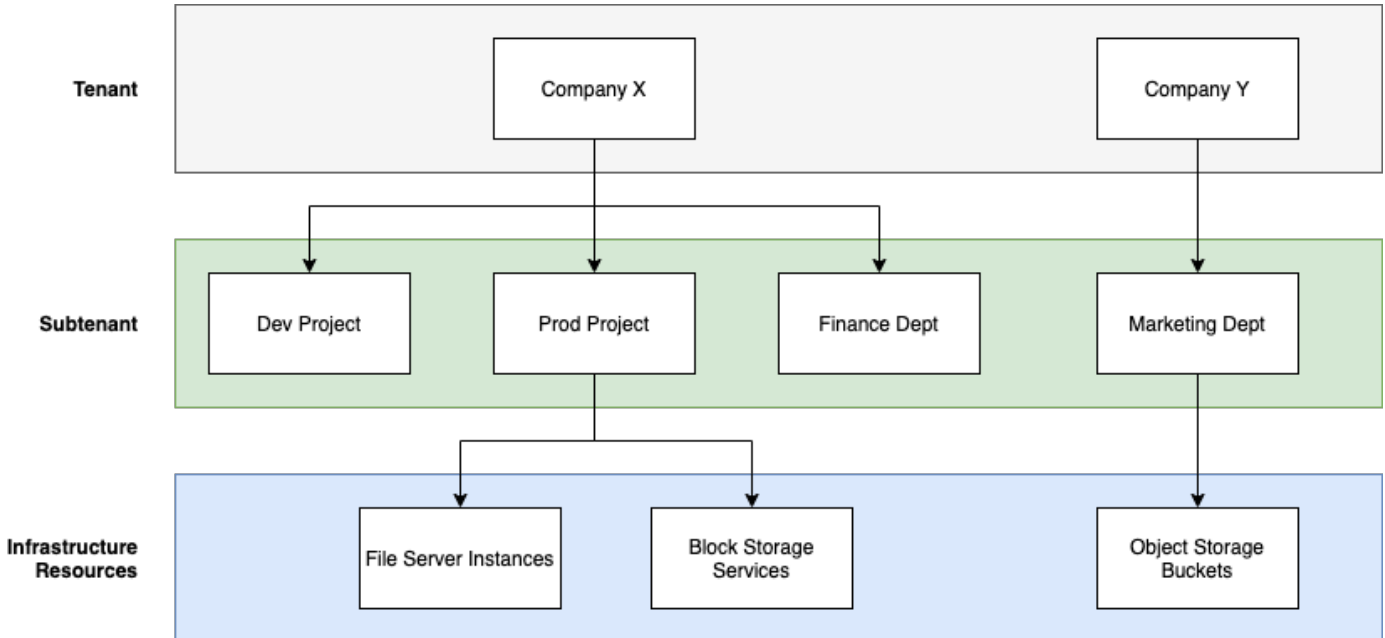 Tenant
Company X
Company Y
Subtenant
Dev Project
Prod Project
Finance Dept
Marketing Dept
Infrastructure
Resources
File Server Instances
Block Storage
Services
Object Storage
Buckets